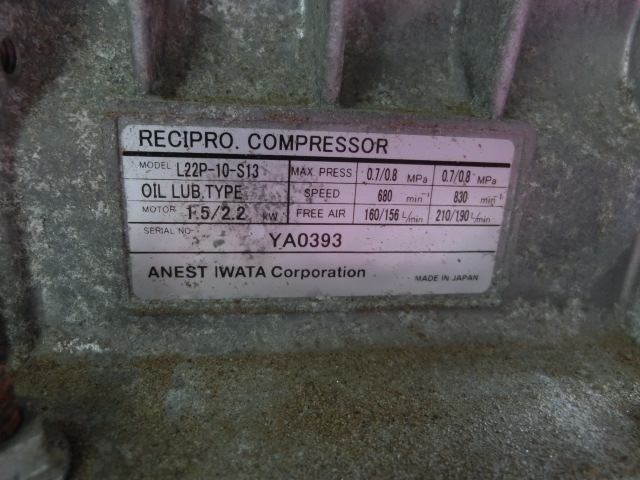 RECIPRO. COMPRESSOR
MODEL L22P-10-S13 MAX. PRESS 0.7/0.8 MPa 0.7/0.8 MPa
OIL LUB, TYPE SPEED 680 min⁻¹ 830 min⁻¹
MOTOR 1.5/2.2 kW FREE AIR 160/156 L/min 210/190 L/min
SERIAL NO YA0393
ANEST IWATA Corporation MADE IN JAPAN